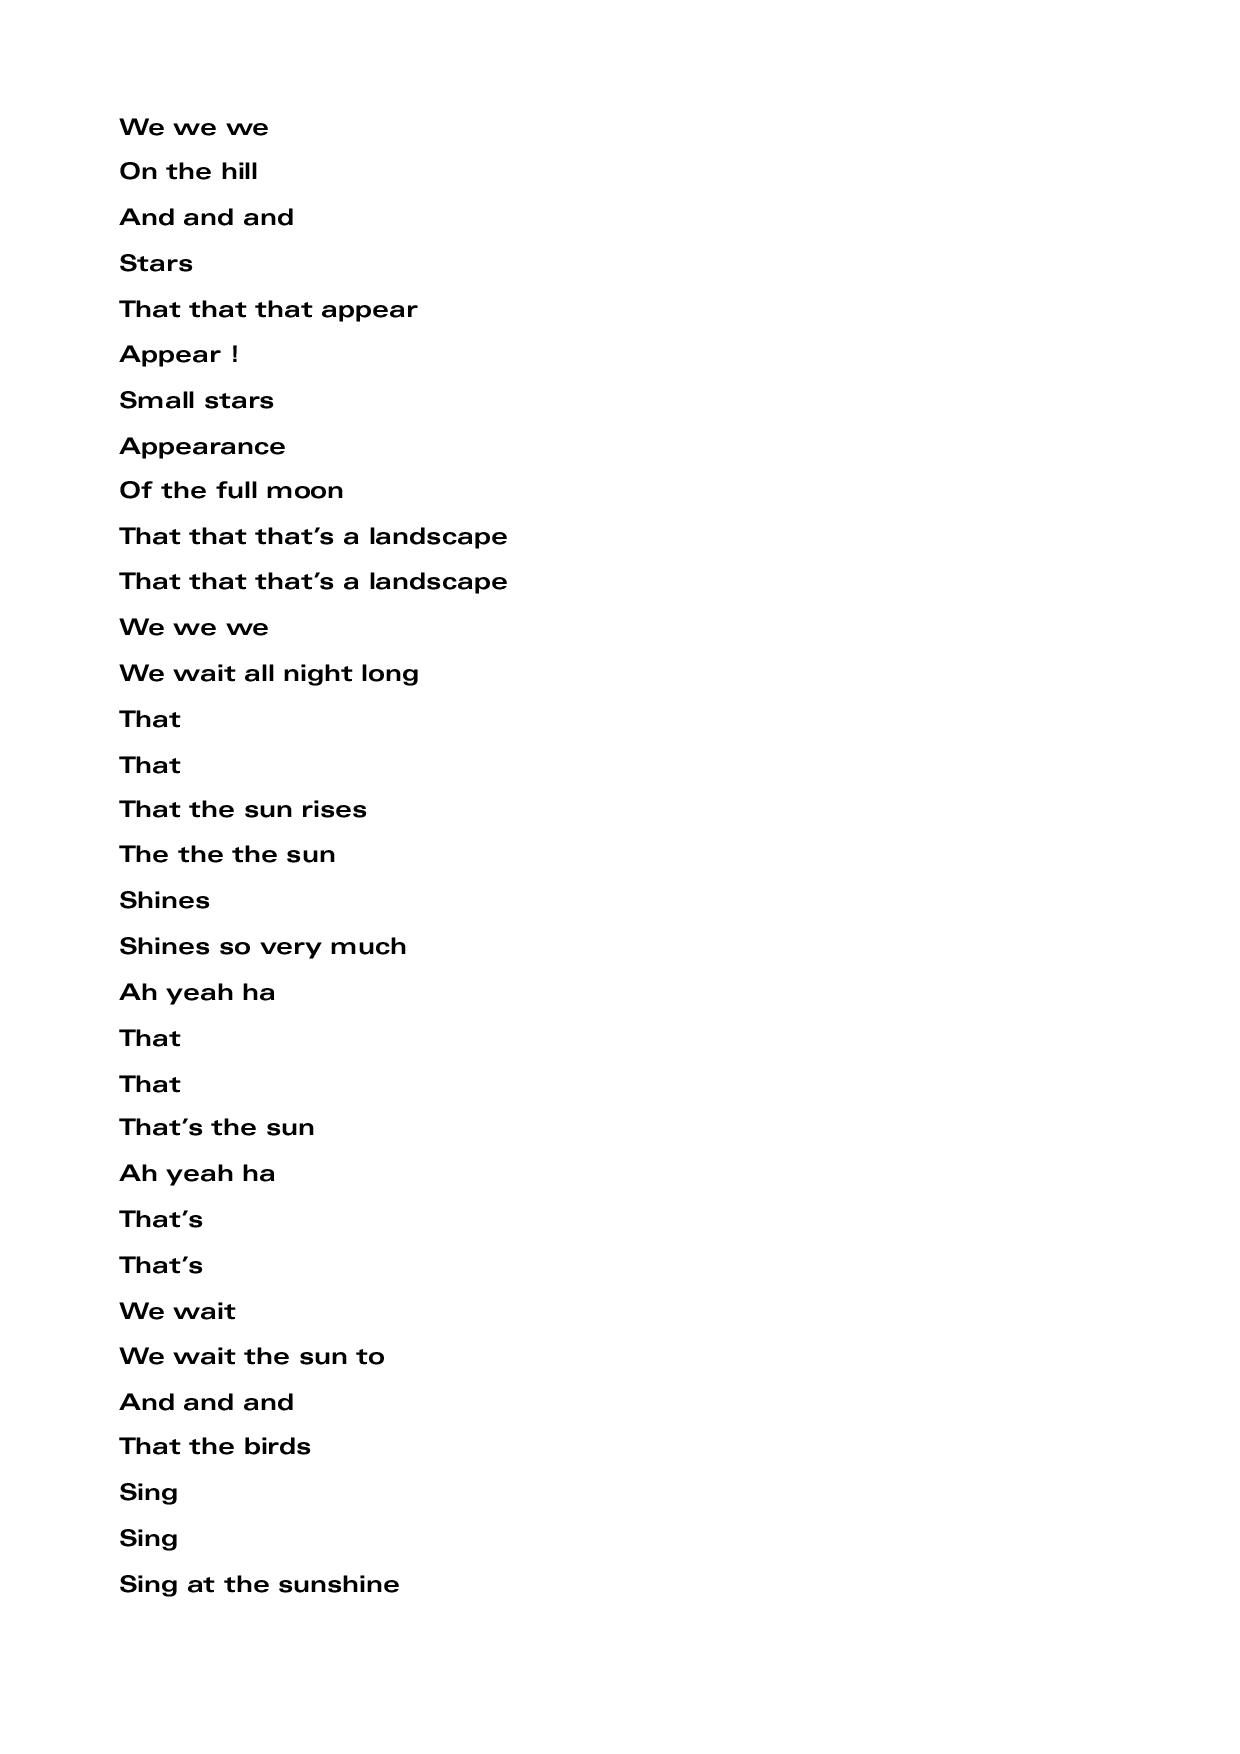 We we we
On the hill
And and and
Stars
That that that appear
Appear !
Small stars
Appearance
Of the full moon
That that that’s a landscape
That that that’s a landscape
We we we
We wait all night long
That
That
That the sun rises
The the the sun
Shines
Shines so very much
Ah yeah ha
That
That
That’s the sun
Ah yeah ha
That’s
That’s
We wait
We wait the sun to
And and and
That the birds
Sing
Sing
Sing at the sunshine